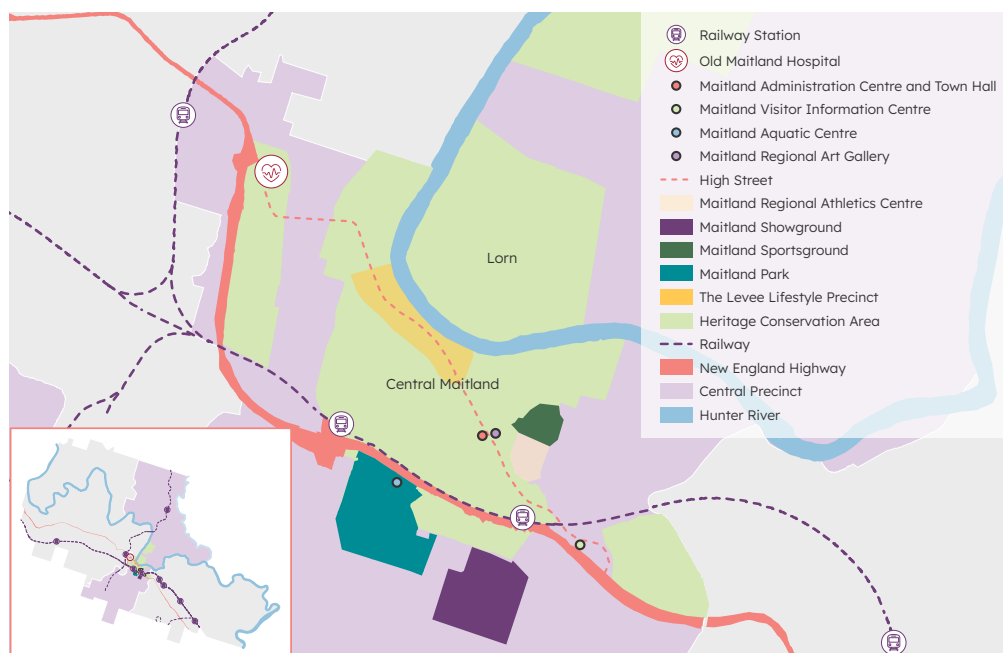 Railway Station
Old Maitland Hospital
Maitland Administration Centre and Town Hall
Maitland Visitor Information Centre
Maitland Aquatic Centre
Maitland Regional Art Gallery
High Street
Maitland Regional Athletics Centre
Maitland Showground
Maitland Sportsground
Maitland Park
The Levee Lifestyle Precinct
Heritage Conservation Area
Railway
New England Highway
Central Precinct
Hunter River
Lorn
Central Maitland